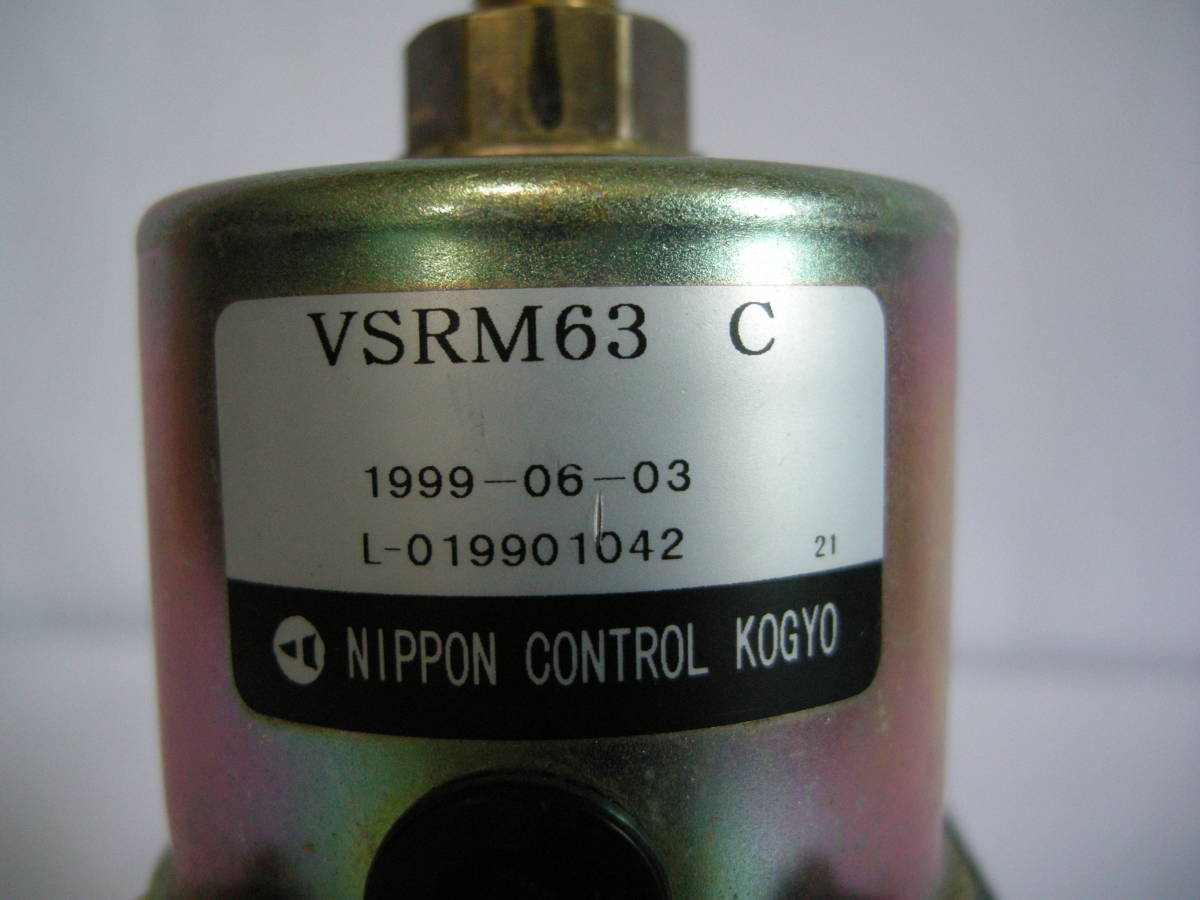 VSRM63 C
1999-06-03
L-019901042 21
NIPPON CONTROL KOGYO